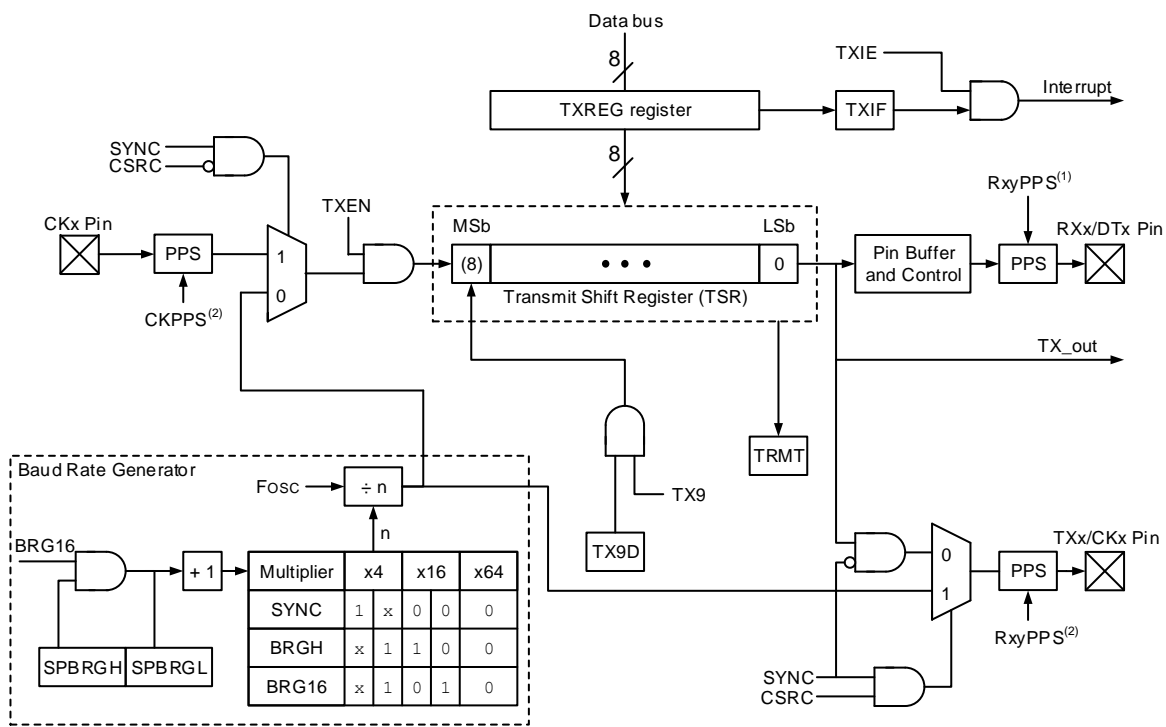 Data bus
8
TXIE
Interrupt
TXREG register
TXIF
SYNC
CSRC
8
RxyPPS(1)
TXEN
CKx Pin
MSb
LSb
RXx/DTx Pin
PPS
1
(8)
• • •
0
Pin Buffer
and Control
PPS
0
Transmit Shift Register (TSR)
CKPPS(2)
TX_out
TRMT
Baud Rate Generator
FOSC
÷ n
TX9
n
TX9D
BRG16
+ 1
Multiplier x4 x16 x64
SYNC 1 x 0 0 0
BRGH x 1 1 0 0
BRG16 x 1 0 1 0
SPBRGH SPBRGL
TXx/CKx Pin
0
PPS
1
RxyPPS(2)
SYNC
CSRC